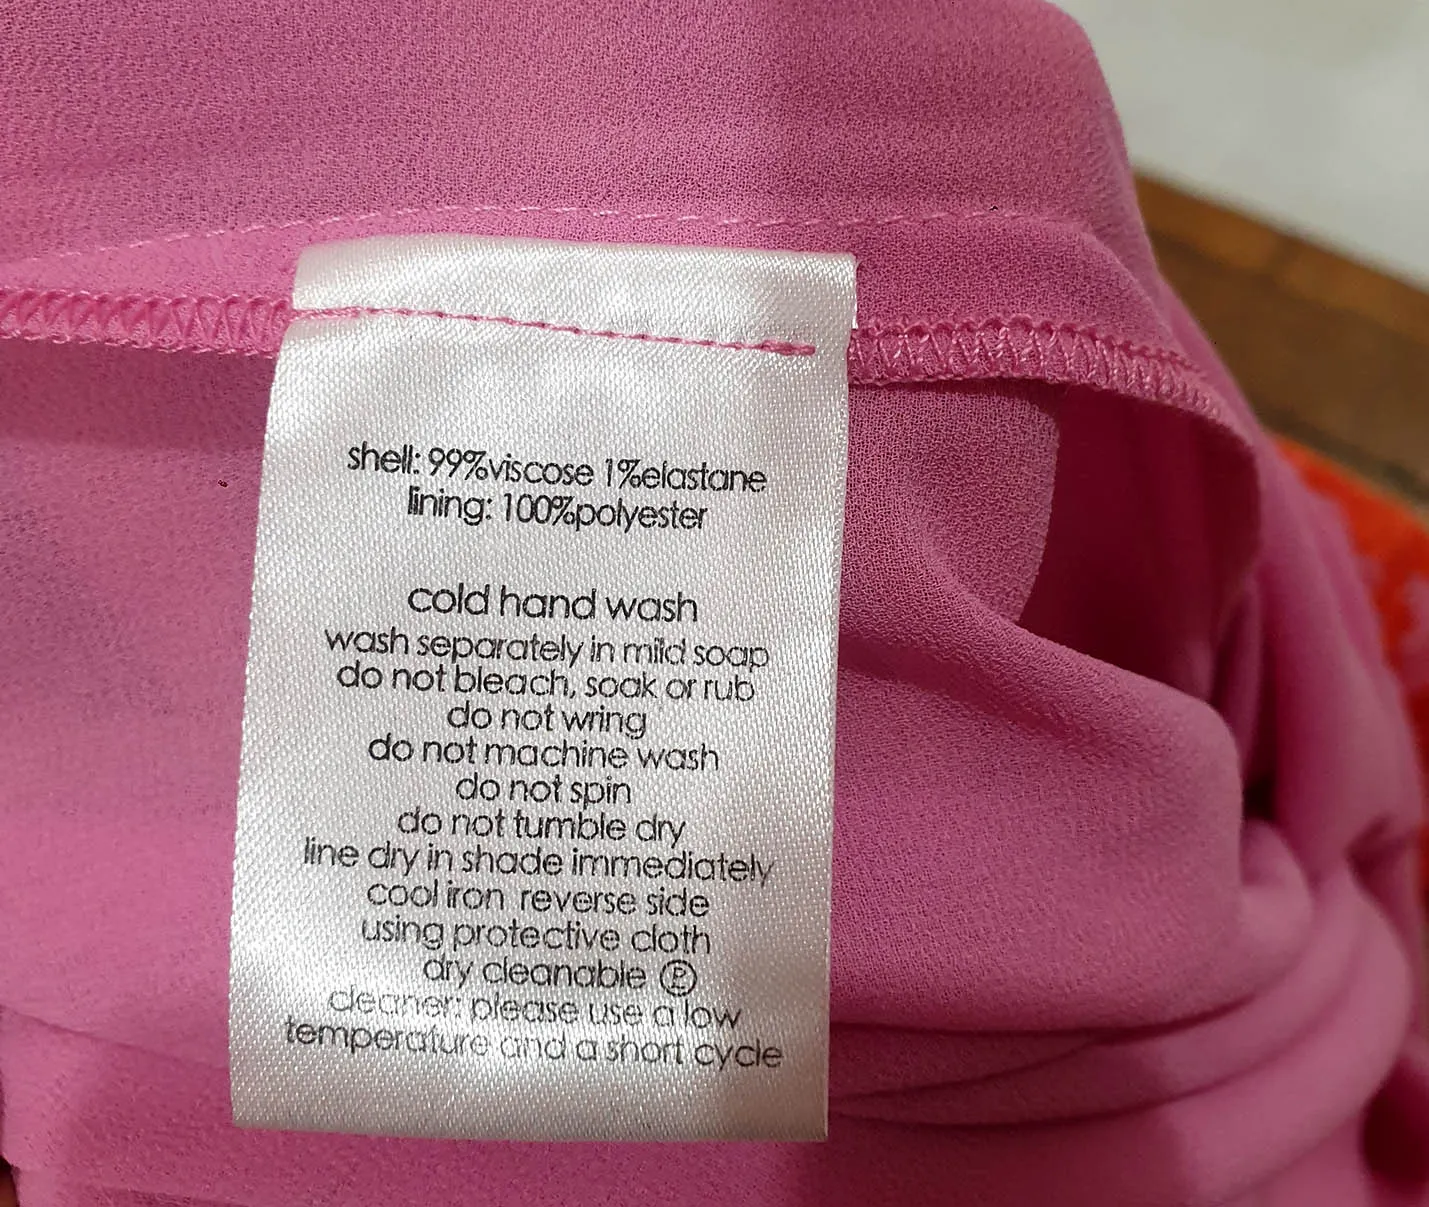 shell: 99%viscose 1%elastane
lining: 100%polyester
cold hand wash
wash separately in mild soap
do not bleach, soak or rub
do not wring
do not machine wash
do not spin
do not tumble dry
line dry in shade immediately
cool iron reverse side
using protective cloth
dry cleanable Ⓟ
cleaner: please use a low
temperature and a short cycle